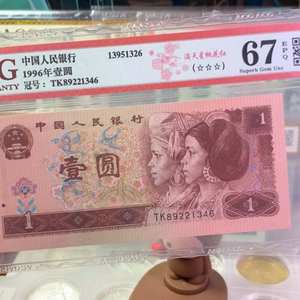 G 中国人民银行 13951326 满天星桃花红 67 EPQ
ANTY 1996年壹圆 (☆☆☆) Superb Gem Unc
冠号：TK89221346
中国人民银行
1
壹圆
TK89221346
1